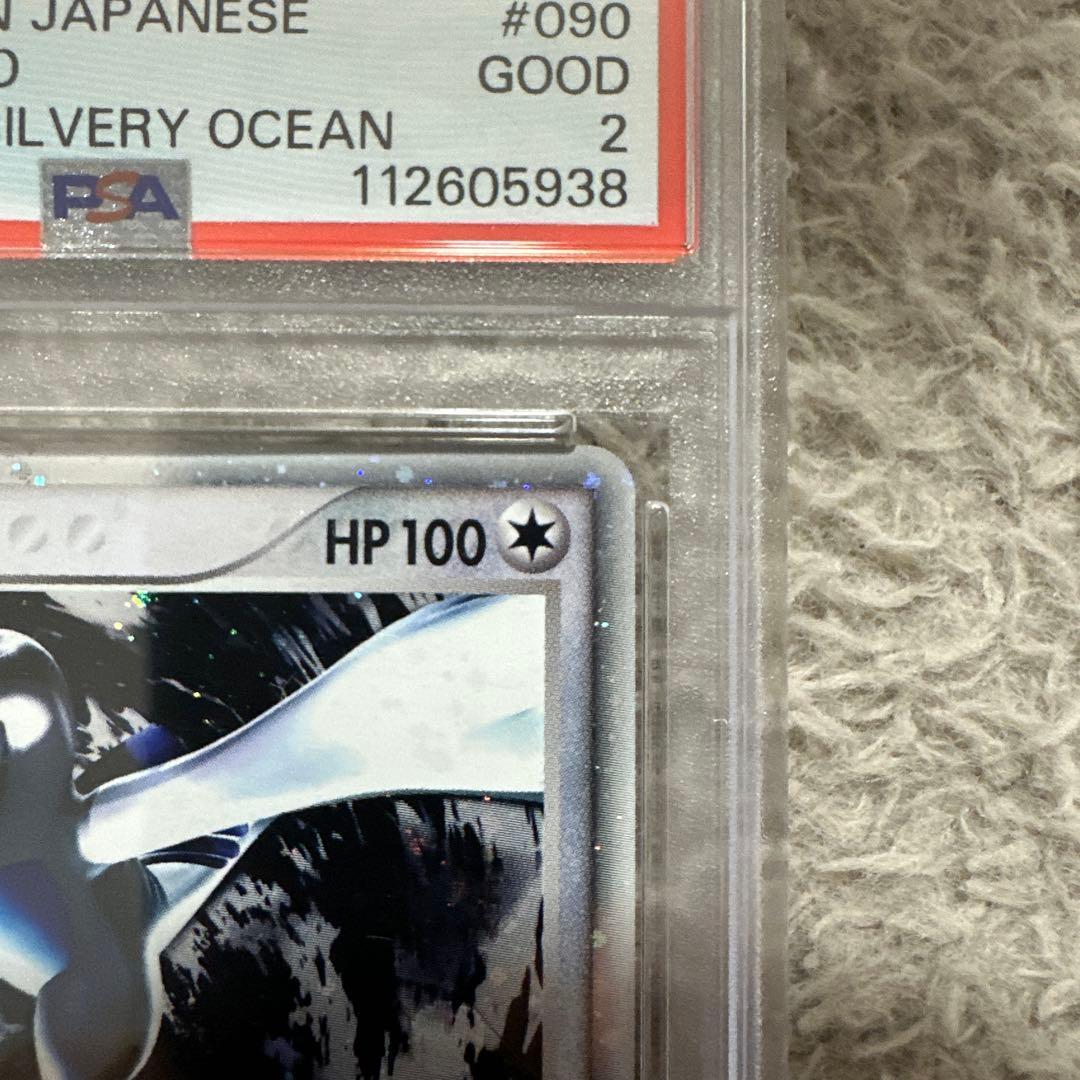 N JAPANESE #090
O GOOD
ILVERY OCEAN 2
PSA 112605938
HP 100